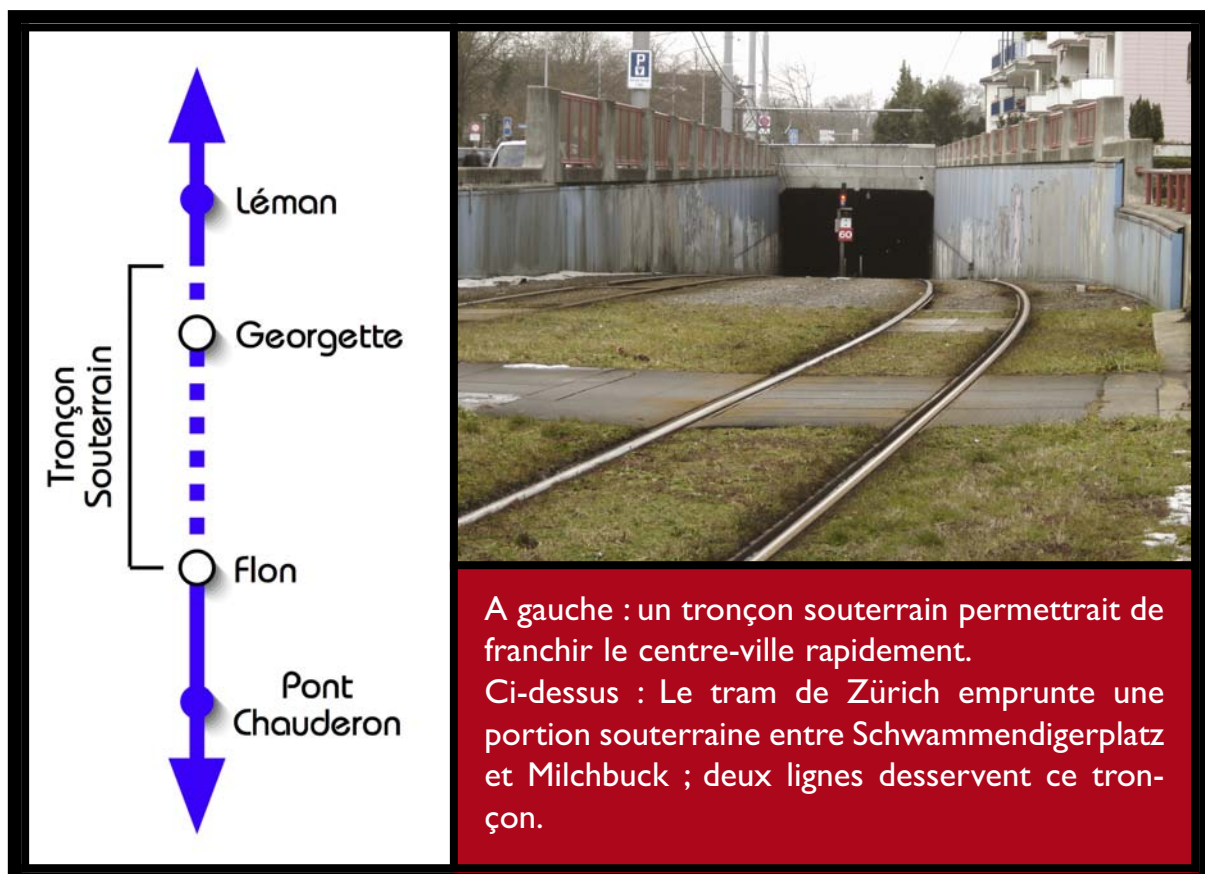 Léman
Georgette
Tronçon
Souterrain
Flon
Pont
Chauderon
P
60
A gauche : un tronçon souterrain permettrait de
franchir le centre-ville rapidement.
Ci-dessus : Le tram de Zürich emprunte une
portion souterraine entre Schwammendigerplatz
et Milchbuck ; deux lignes desservent ce tron-
çon.